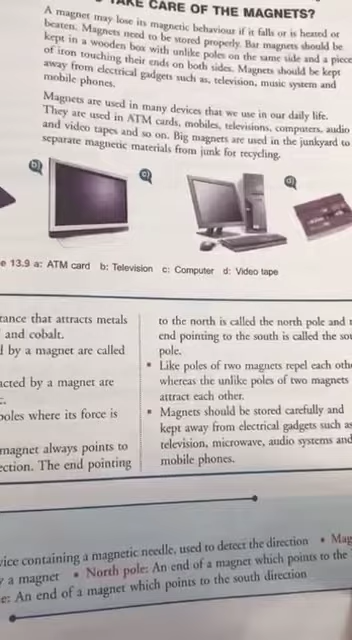 TAKE CARE OF THE MAGNETS?
A magnet may lose its magnetic behaviour if it falls or is heated or
beaten. Magnets need to be stored properly. Bar magnets should be
kept in a wooden box with unlike poles on the same side and a piece
of iron touching their ends on both sides. Magnets should be kept
away from electrical gadgets such as, television, music system and
mobile phones.
Magnets are used in many devices that we use in our daily life.
They are used in ATM cards, mobiles, televisions, computers, audio
and video tapes and so on. Big magnets are used in the junkyard to
separate magnetic materials from junk for recycling.
b) c) d)
13.9 a: ATM card b: Television c: Computer d: Video tape
that attracts metals
and cobalt.
by a magnet are called
by a magnet are
poles where its force is
magnet always points to
The end pointing
to the north is called the north pole and
end pointing to the south is called the
pole.
▪ Like poles of two magnets repel each
whereas the unlike poles of two magnets
attract each other.
▪ Magnets should be stored carefully and
kept away from electrical gadgets such as
television, microwave, audio systems and
mobile phones.
containing a magnetic needle, used to detect the direction •
a magnet • North pole: An end of a magnet which points to the
An end of a magnet which points to the south direction